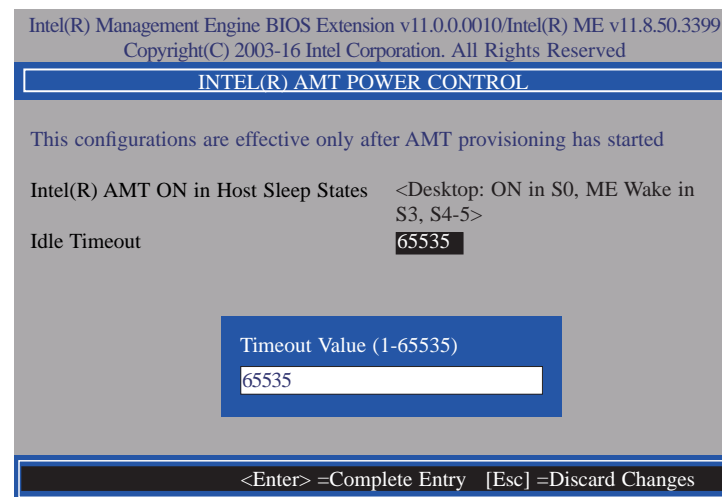 Intel(R) Management Engine BIOS Extension v11.0.0.0010/Intel(R) ME v11.8.50.3399
Copyright(C) 2003-16 Intel Corporation. All Rights Reserved
INTEL(R) AMT POWER CONTROL
This configurations are effective only after AMT provisioning has started
Intel(R) AMT ON in Host Sleep States <Desktop: ON in S0, ME Wake in
S3, S4-5>
Idle Timeout 65535
Timeout Value (1-65535)
65535
<Enter> =Complete Entry [Esc] =Discard Changes